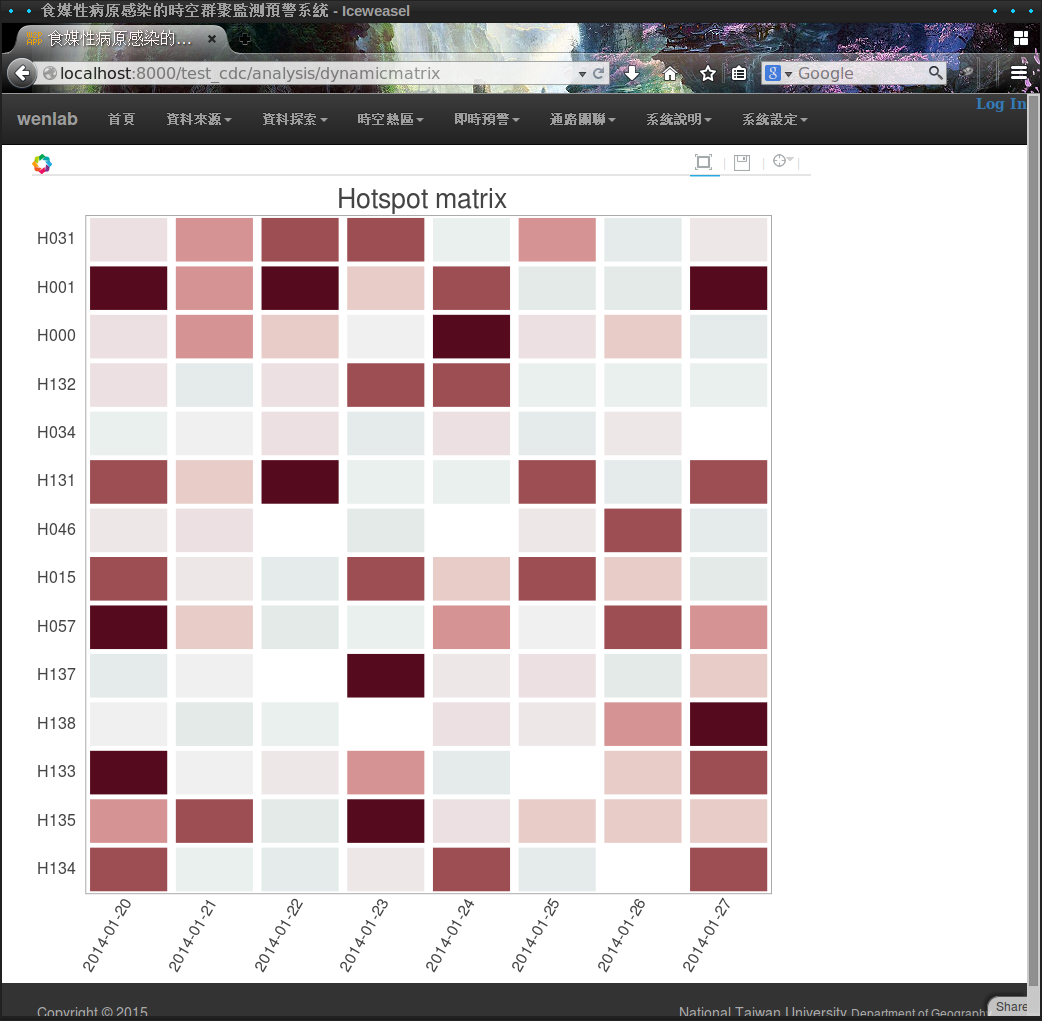 食媒性病原感染的時空群聚監測預警系統 - Iceweasel
食媒性病原感染的...
localhost:8000/test_cdc/analysis/dynamicmatrix
Google
Log In
wenlab 首頁 資料來源 資料探索 時空熱區 即時預警 通路關聯 系統說明 系統設定
Hotspot matrix
H031
H001
H000
H132
H034
H131
H046
H015
H057
H137
H138
H133
H135
H134
2014-01-20 2014-01-21 2014-01-22 2014-01-23 2014-01-24 2014-01-25 2014-01-26 2014-01-27
Copyright © 2015 National Taiwan University Department of Geography
Share